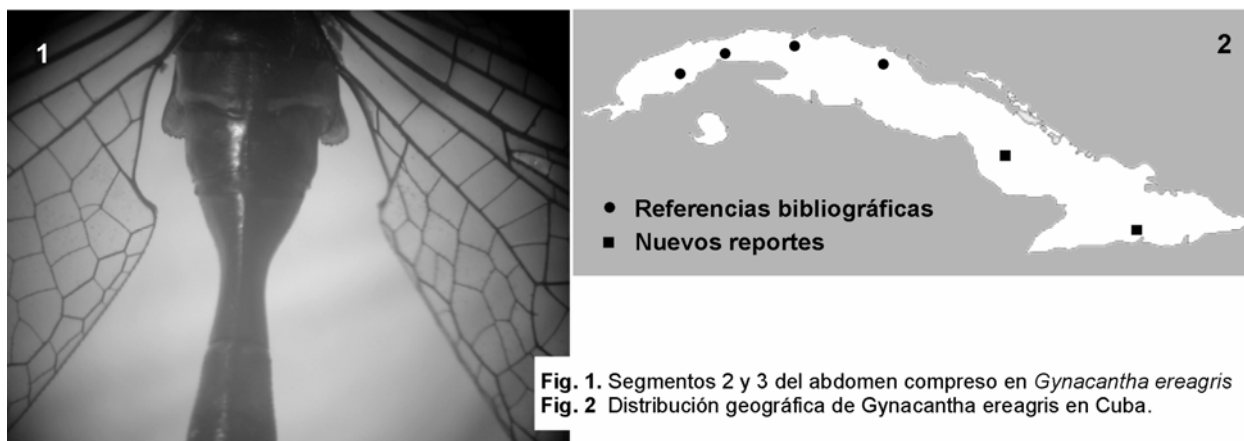 1
2
Referencias bibliográficas
Nuevos reportes
Fig. 1. Segmentos 2 y 3 del abdomen compreso en Gynacantha ereagris
Fig. 2 Distribución geográfica de Gynacantha ereagris en Cuba.